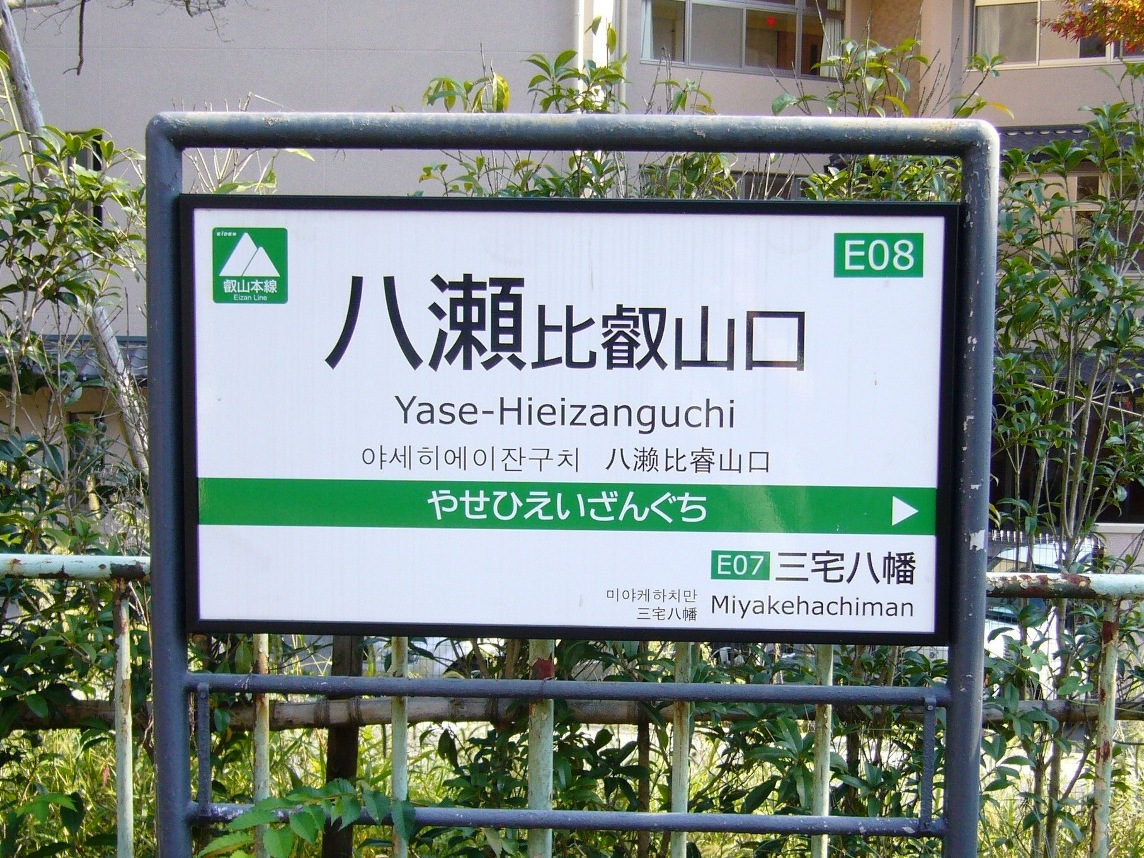 eiden
叡山本線
Eizan Line
E08
八瀬比叡山口
Yase-Hieizanguchi
야세히에이잔구치 八濑比睿山口
やせひえいざんぐち
E07 三宅八幡
미야케하치만
三宅八幡
Miyakehachiman